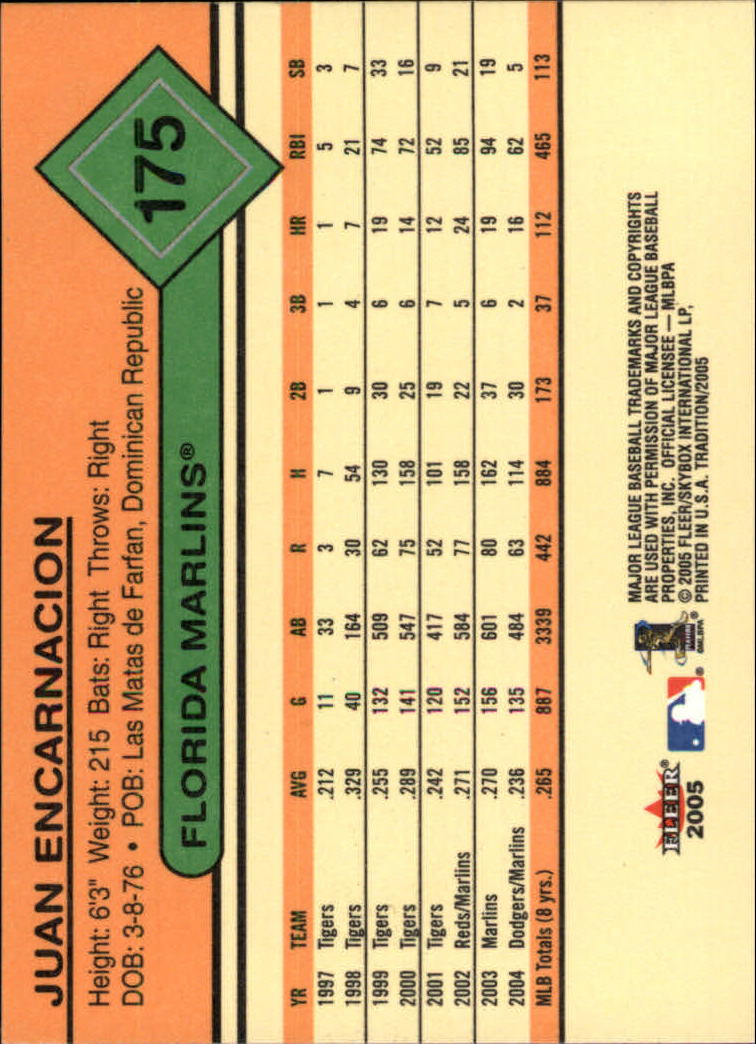 JUAN ENCARNACION
Height: 6'3" Weight: 215 Bats: Right Throws: Right
DOB: 3-8-76 • POB: Las Matas de Farfan, Dominican Republic
175
FLORIDA MARLINS®
YR TEAM AVG G AB R H 2B 3B HR RBI SB
1997 Tigers .212 11 33 3 7 1 1 1 5 3
1998 Tigers .329 40 164 30 54 9 4 7 21 7
1999 Tigers .255 132 509 62 130 30 6 19 74 33
2000 Tigers .289 141 547 75 158 25 6 14 72 16
2001 Tigers .242 120 417 52 101 19 7 12 52 9
2002 Reds/Marlins .271 152 584 77 158 22 5 24 85 21
2003 Marlins .270 156 601 80 162 37 6 19 94 19
2004 Dodgers/Marlins .236 135 484 63 114 30 2 16 62 5
MLB Totals (8 yrs.) .265 887 3339 442 884 173 37 112 465 113
FLEER®
2005
®
®MLBPA
MAJOR LEAGUE BASEBALL TRADEMARKS AND COPYRIGHTS
ARE USED WITH PERMISSION OF MAJOR LEAGUE BASEBALL
PROPERTIES, INC. OFFICIAL LICENSEE — MLBPA
© 2005 FLEER/SKYBOX INTERNATIONAL LP,
PRINTED IN U.S.A. TRADITION/2005